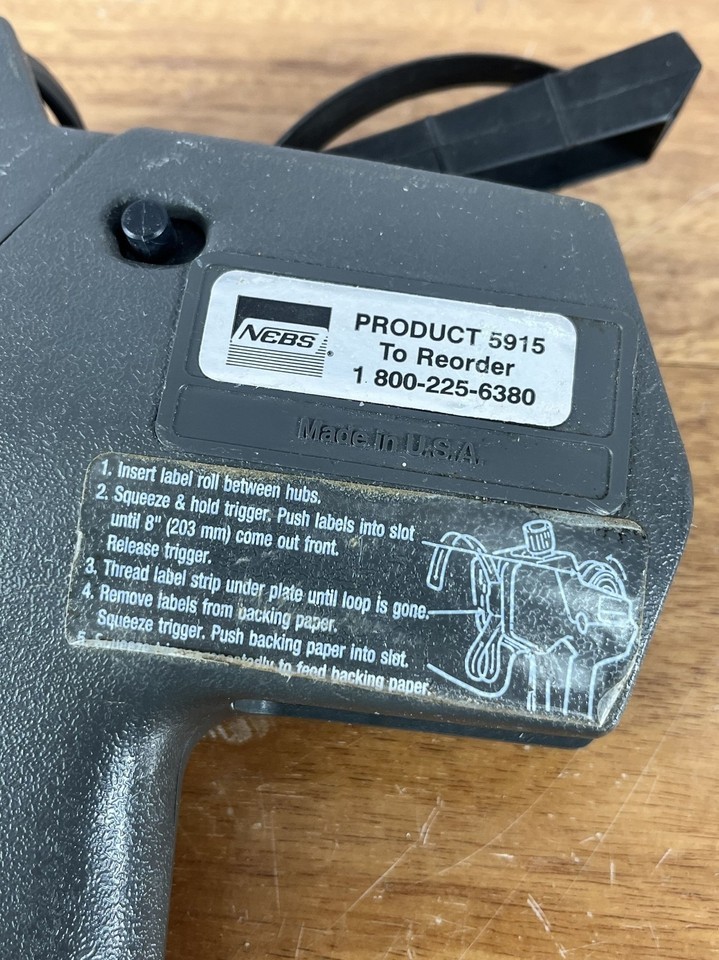 NEBS
PRODUCT 5915
To Reorder
1 800-225-6380
Made in U.S.A.
1. Insert label roll between hubs.
2. Squeeze & hold trigger. Push labels into slot
until 8" (203 mm) come out front.
Release trigger.
3. Thread label strip under plate until loop is gone.
4. Remove labels from backing paper.
Squeeze trigger. Push backing paper into slot.
to feed backing paper.